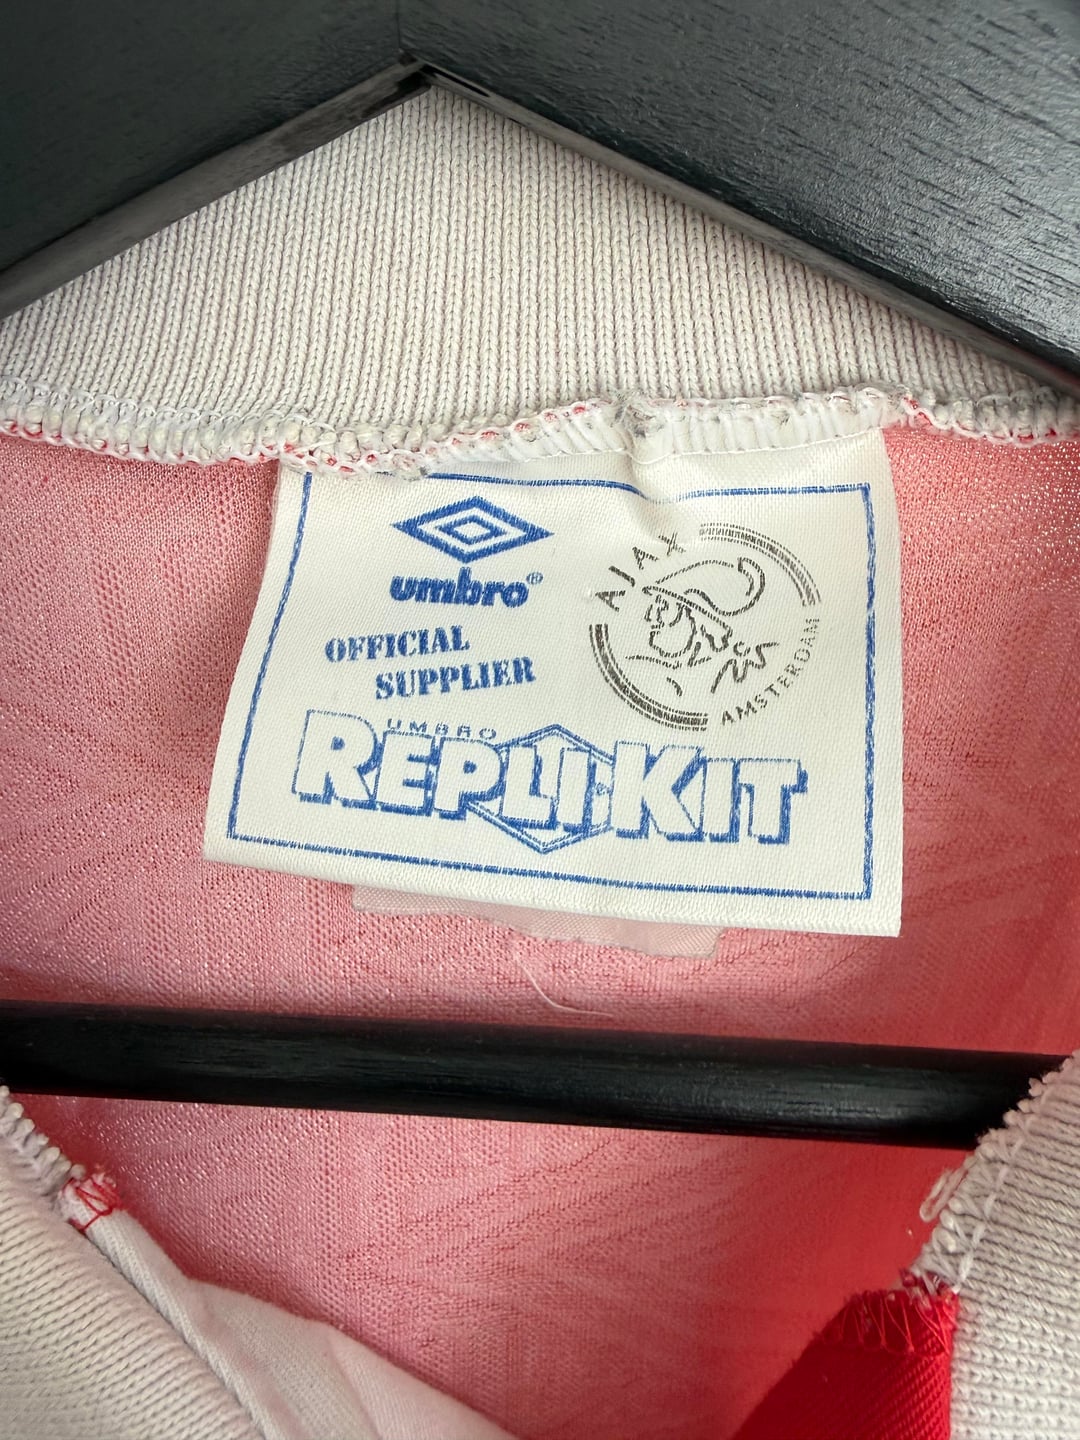 umbro®
OFFICIAL
SUPPLIER
AJAX
AMSTERDAM
UMBRO
REPLI·KIT